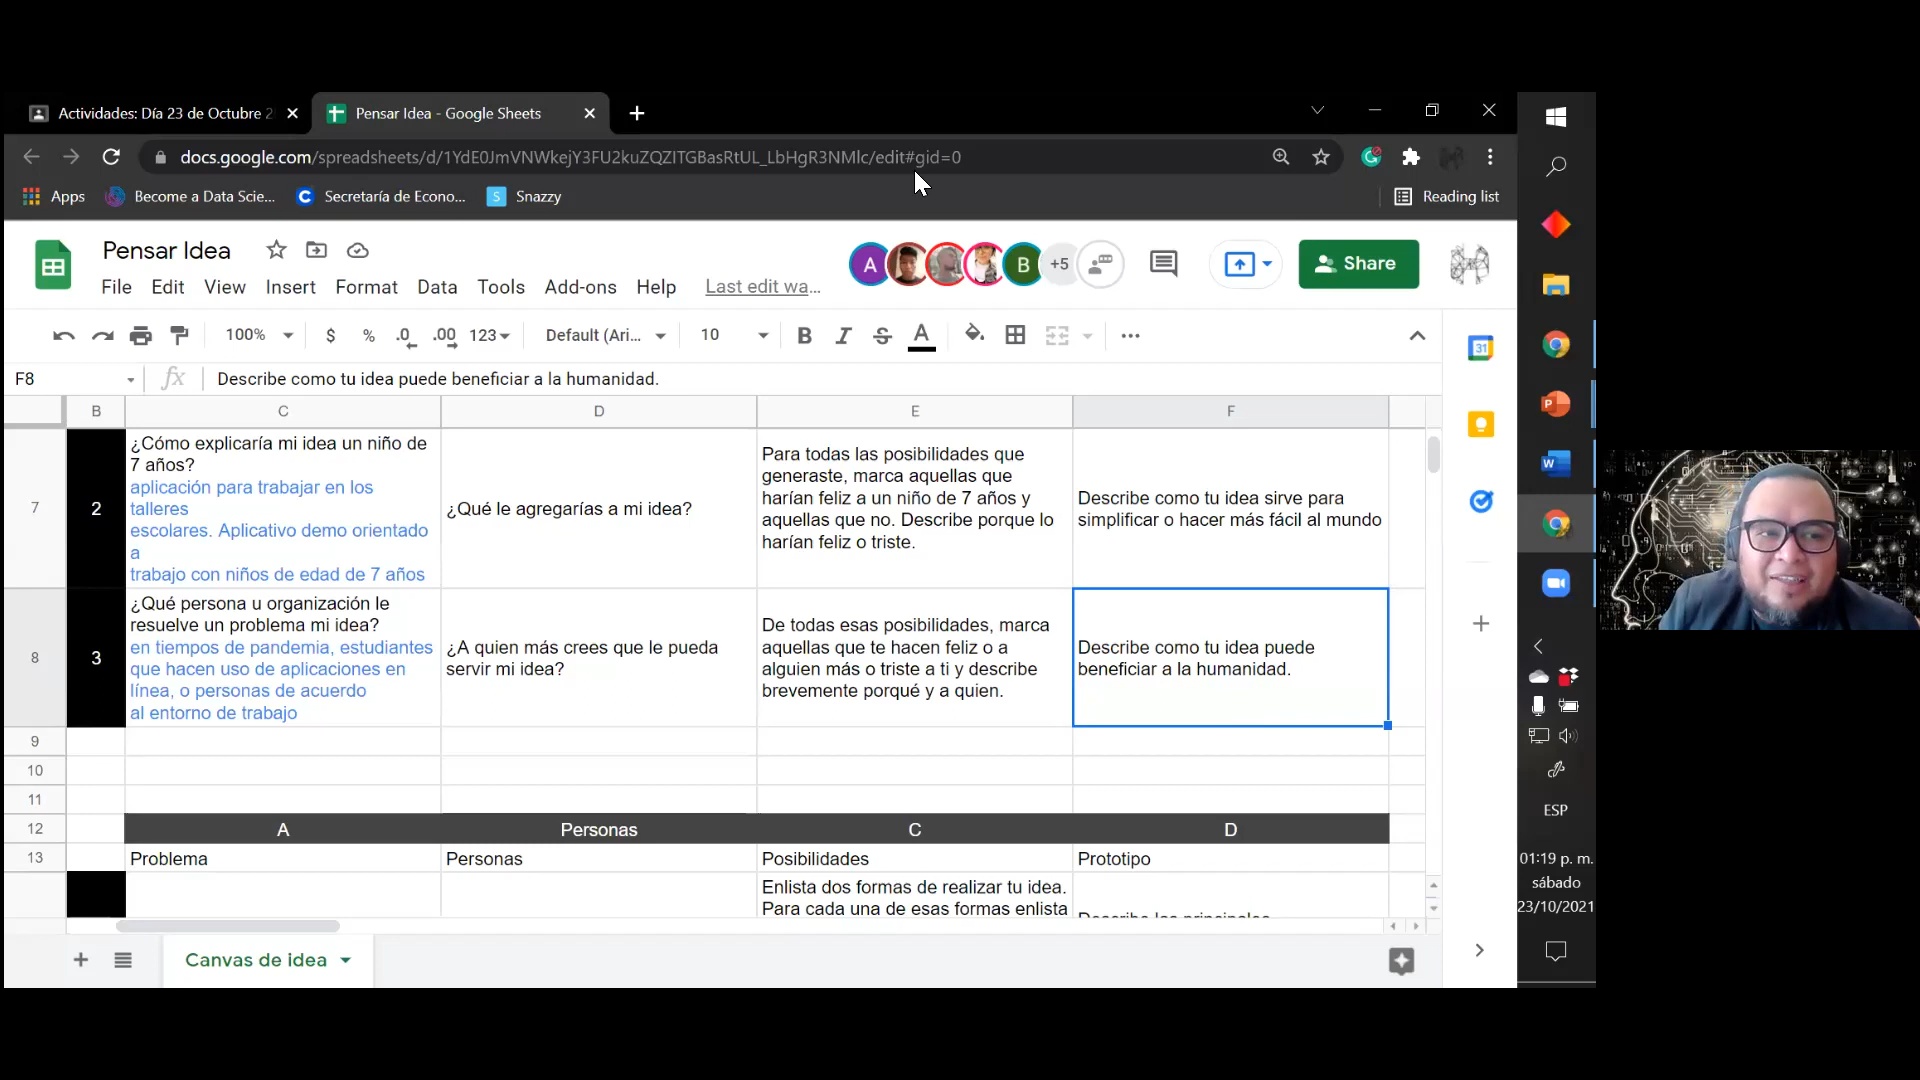 Actividades: Día 23 de Octubre 2
Pensar Idea - Google Sheets
docs.google.com/spreadsheets/d/1YdE0JmVNWkejY3FU2kuZQZITGBasRtUL_LbHgR3NMlc/edit#gid=0
Apps
Become a Data Scie...
Secretaría de Econo...
S
Snazzy
Reading list
Pensar Idea
A
B
+5
Share
File
Edit
View
Insert
Format
Data
Tools
Add-ons
Help
Last edit wa...
100%
$
%
.0
.00
123
Default (Ari...
10
B
I
S
A
31
F8
fx
Describe como tu idea puede beneficiar a la humanidad.
B
C
D
E
F
7
2
¿Cómo explicaría mi idea un niño de
7 años?
aplicación para trabajar en los
talleres
escolares. Aplicativo demo orientado
a
trabajo con niños de edad de 7 años
¿Qué le agregarías a mi idea?
Para todas las posibilidades que
generaste, marca aquellas que
harían feliz a un niño de 7 años y
aquellas que no. Describe porque lo
harían feliz o triste.
Describe como tu idea sirve para
simplificar o hacer más fácil al mundo
8
3
¿Qué persona u organización le
resuelve un problema mi idea?
en tiempos de pandemia, estudiantes
que hacen uso de aplicaciones en
línea, o personas de acuerdo
al entorno de trabajo
¿A quien más crees que le pueda
servir mi idea?
De todas esas posibilidades, marca
aquellas que te hacen feliz o a
alguien más o triste a ti y describe
brevemente porqué y a quien.
Describe como tu idea puede
beneficiar a la humanidad.
9
10
11
12
A
Personas
C
D
13
Problema
Personas
Posibilidades
Prototipo
Enlista dos formas de realizar tu idea.
Para cada una de esas formas enlista
Describe las principales
Canvas de idea
P
W
ESP
01:19 p. m.
sábado
23/10/2021